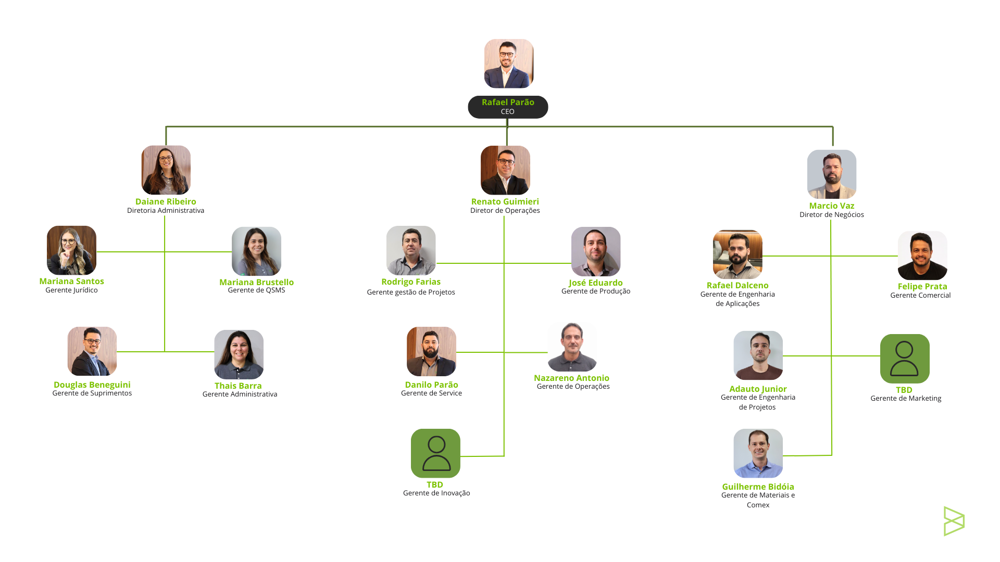 Rafael Parão
CEO
Daiane Ribeiro
Diretoria Administrativa
Renato Guimieri
Diretor de Operações
Marcio Vaz
Diretor de Negócios
Mariana Santos
Gerente Jurídico
Mariana Brustello
Gerente de QSMS
Rodrigo Farias
Gerente gestão de Projetos
José Eduardo
Gerente de Produção
Rafael Dalceno
Gerente de Engenharia
de Aplicações
Felipe Prata
Gerente Comercial
Douglas Beneguini
Gerente de Suprimentos
Thais Barra
Gerente Administrativa
Danilo Parão
Gerente de Service
Nazareno Antonio
Gerente de Operações
Adauto Junior
Gerente de Engenharia
de Projetos
TBD
Gerente de Marketing
TBD
Gerente de Inovação
Guilherme Bidóia
Gerente de Materiais e
Comex